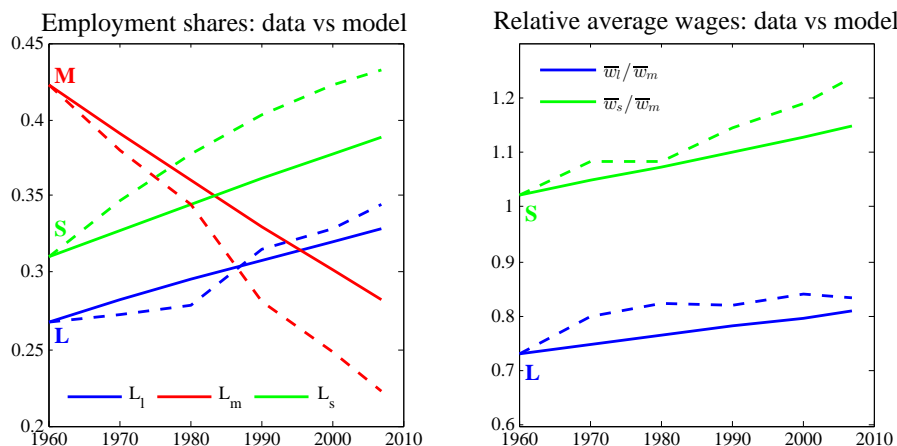 Employment shares: data vs model
0.45
0.4
0.35
0.3
0.25
0.2
M
S
L
L_l L_m L_s
1960 1970 1980 1990 2000 2010
Relative average wages: data vs model
1.2
1.1
1
0.9
0.8
0.7
0.6
w̅_l/w̅_m
w̅_s/w̅_m
S
L
1960 1970 1980 1990 2000 2010